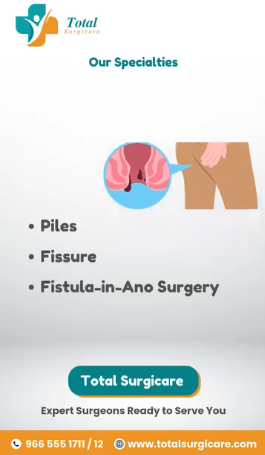 Total
Surgicare
Our Specialties
• Piles
• Fissure
• Fistula-in-Ano Surgery
Total Surgicare
Expert Surgeons Ready to Serve You
966 555 1711 / 12 www.totalsurgicare.com